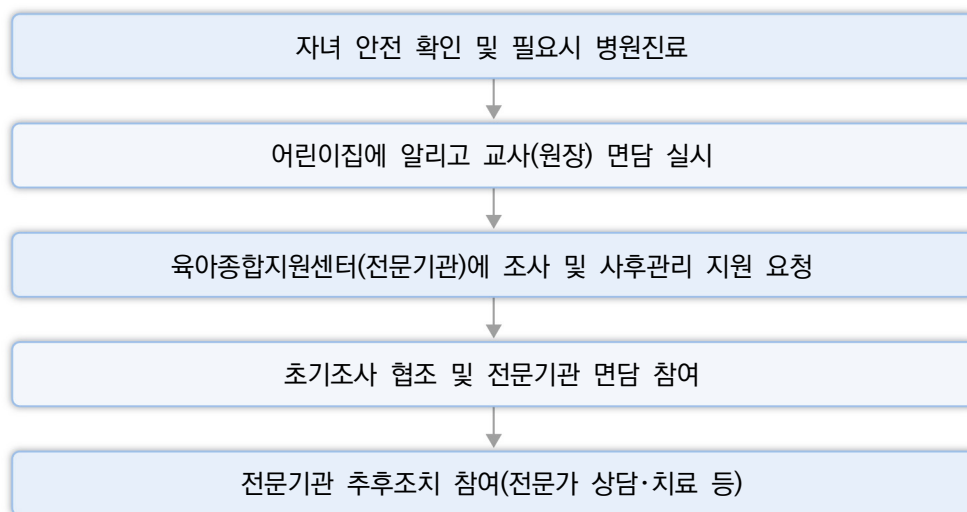 자녀 안전 확인 및 필요시 병원진료
어린이집에 알리고 교사(원장) 면담 실시
육아종합지원센터(전문기관)에 조사 및 사후관리 지원 요청
초기조사 협조 및 전문기관 면담 참여
전문기관 추후조치 참여(전문가 상담·치료 등)